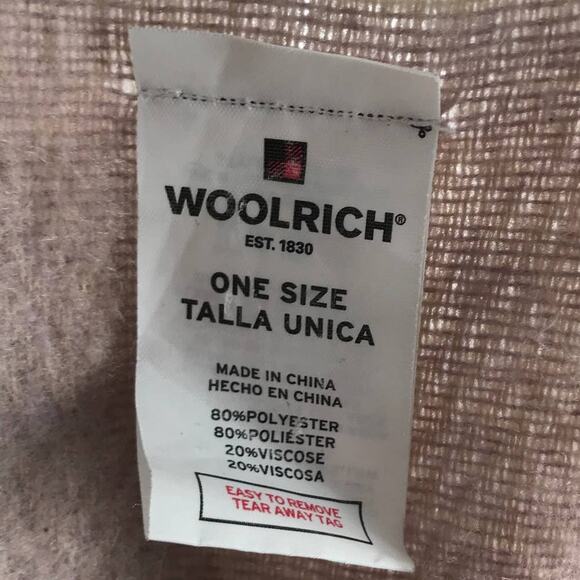 WOOLRICH®
EST. 1830
ONE SIZE
TALLA UNICA
MADE IN CHINA
HECHO EN CHINA
80%POLYESTER
80%POLIÉSTER
20%VISCOSE
20%VISCOSA
EASY TO REMOVE
TEAR AWAY TAG